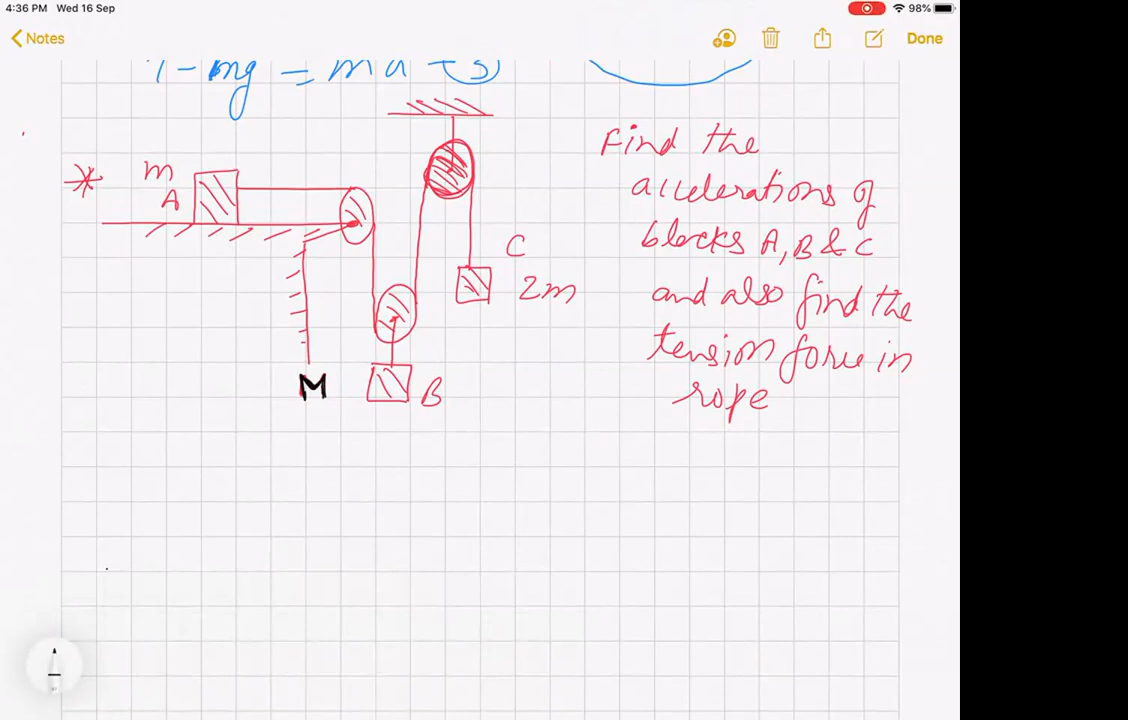 4:36 PM Wed 16 Sep
98%
Notes
Done
T - mg = ma -(3)
*
m
A
C
2m
M
B
Find the
accelerations of
blocks A, B & C
and also find the
tension force in
rope